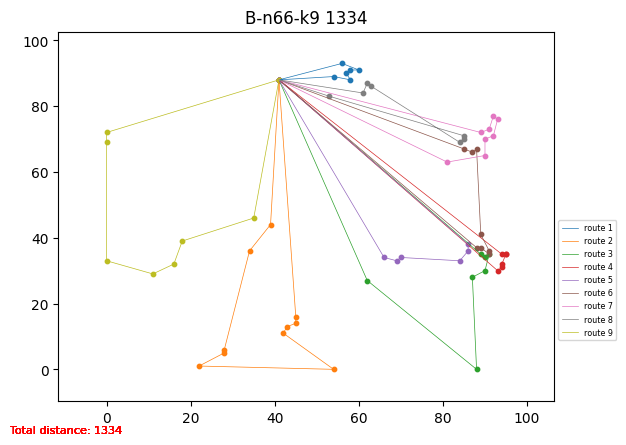 B-n66-k9 1334
100
80
60
40
20
0
0 20 40 60 80 100
route 1
route 2
route 3
route 4
route 5
route 6
route 7
route 8
route 9
Total distance: 1334